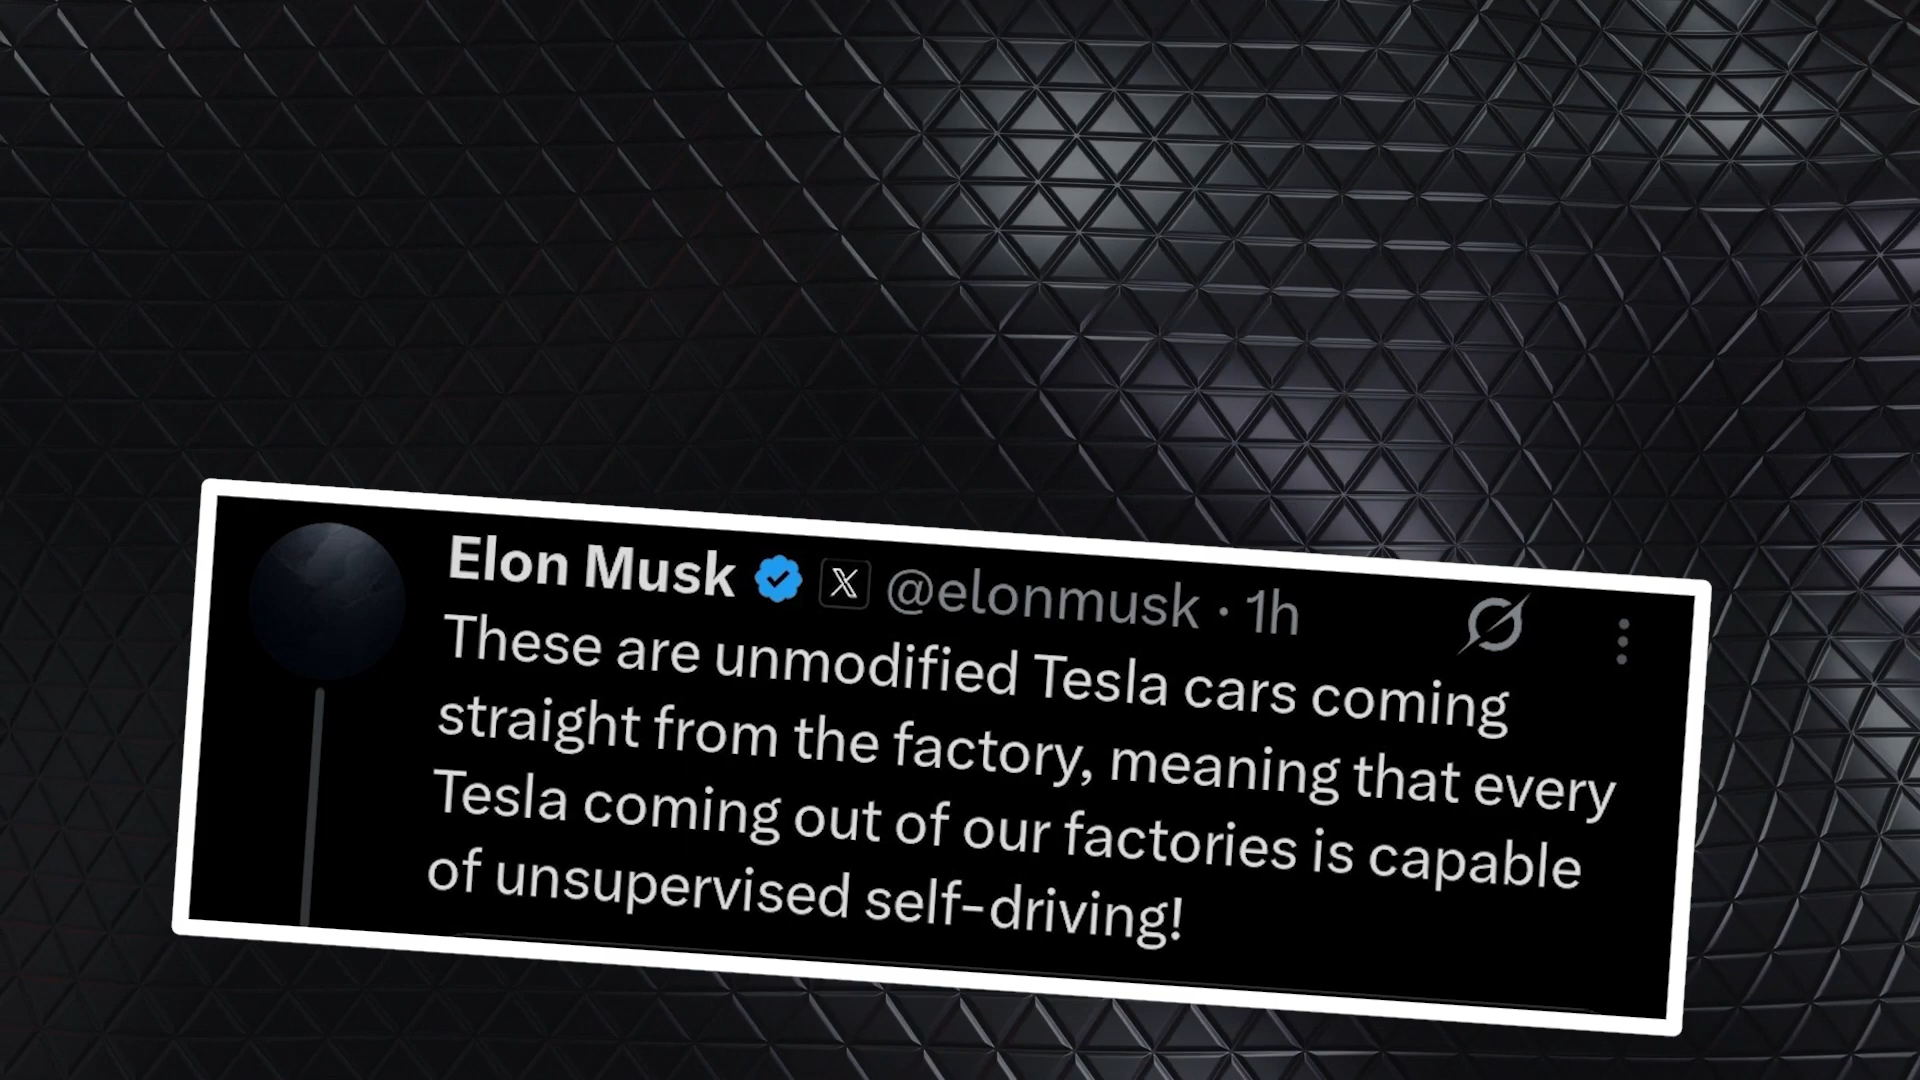 Elon Musk X @elonmusk · 1h
These are unmodified Tesla cars coming
straight from the factory, meaning that every
Tesla coming out of our factories is capable
of unsupervised self-driving!